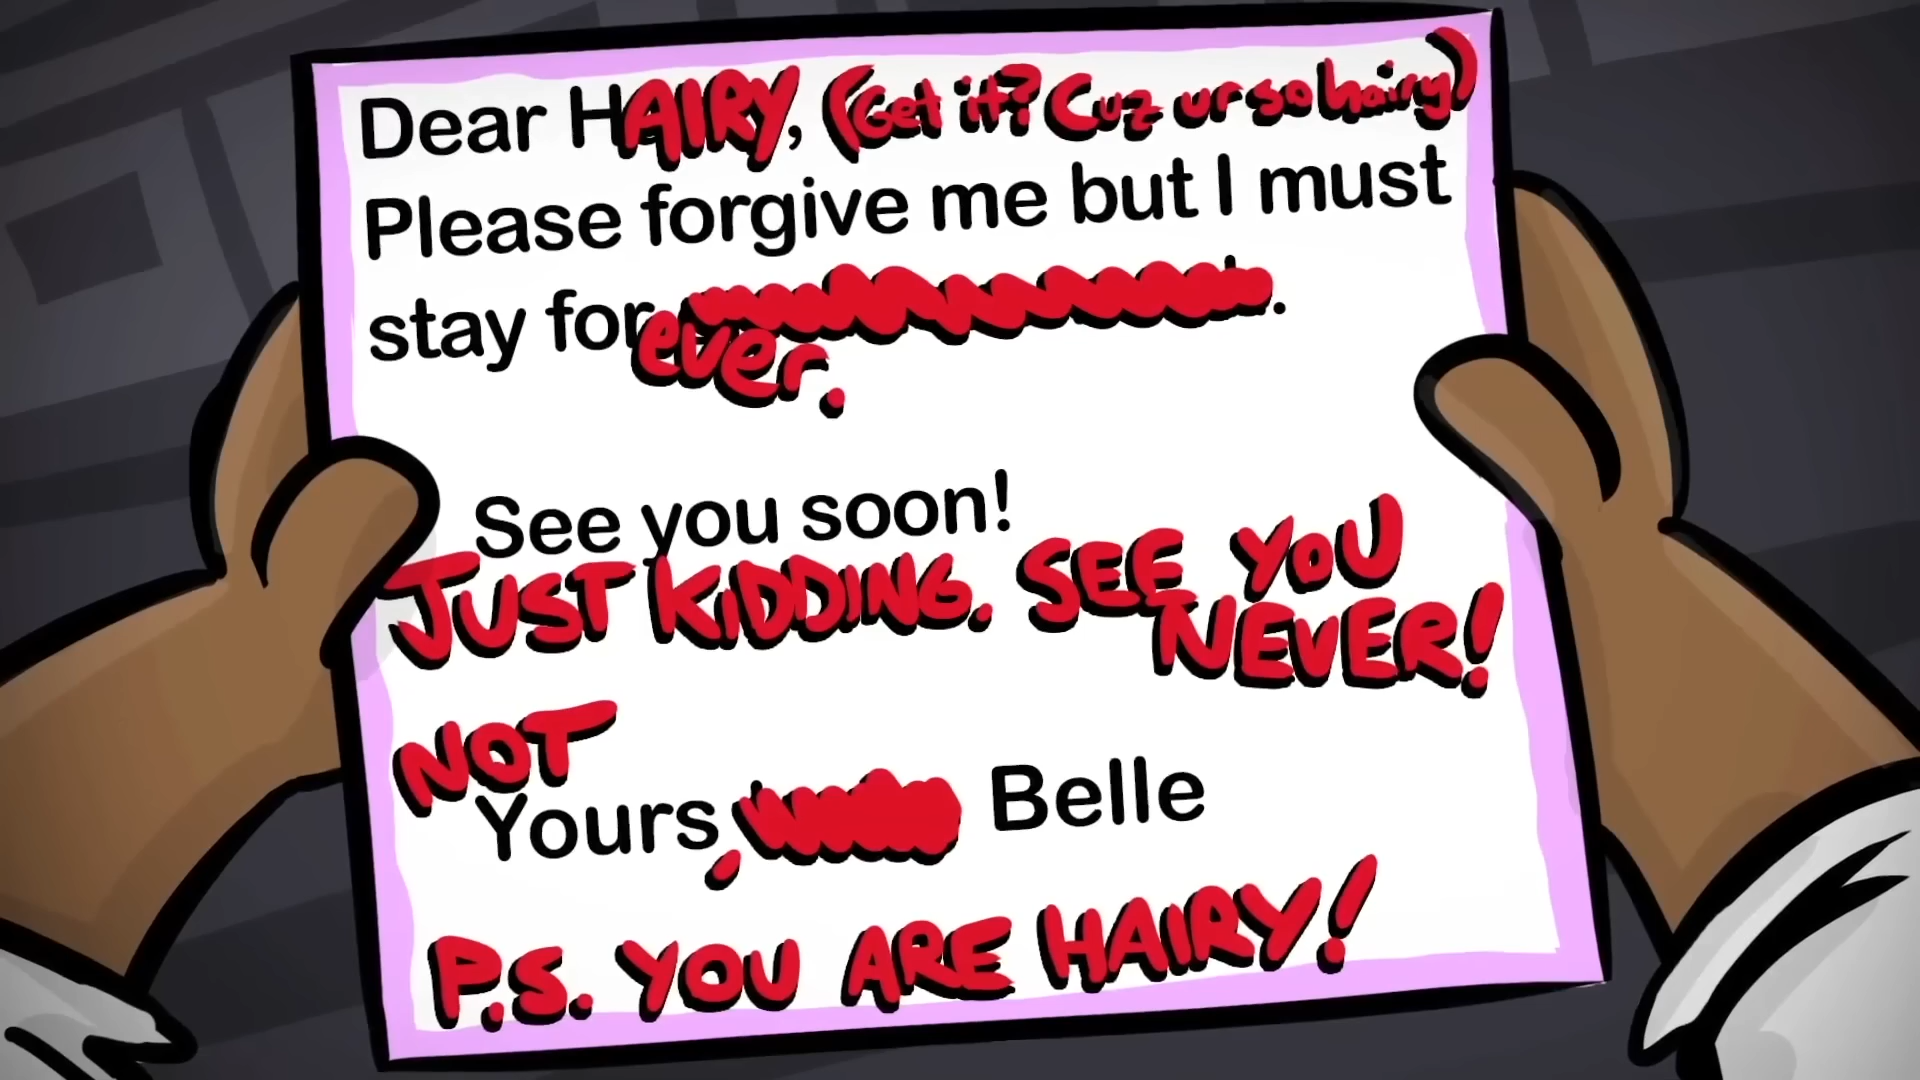 Dear HAIRY, (Get it? Cuz ur so hairy)
Please forgive me but I must
stay for .
ever.
See you soon!
JUST KIDDING. SEE YOU
NEVER!
NOT
Yours, Belle
P.S. YOU ARE HAIRY!